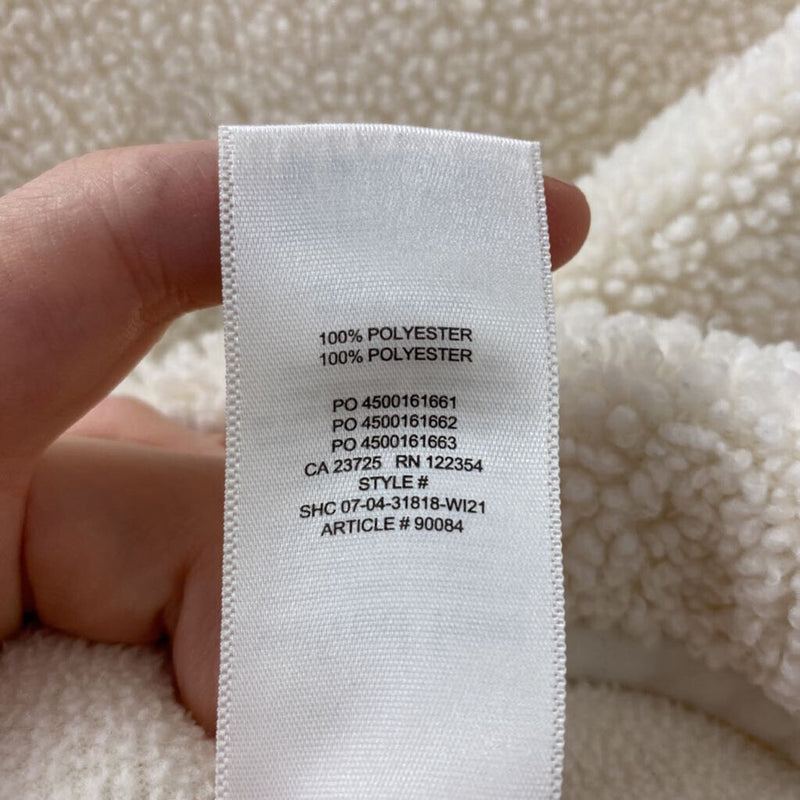 100% POLYESTER
100% POLYESTER
PO 4500161661
PO 4500161662
PO 4500161663
CA 23725 RN 122354
STYLE #
SHC 07-04-31818-WI21
ARTICLE # 90084